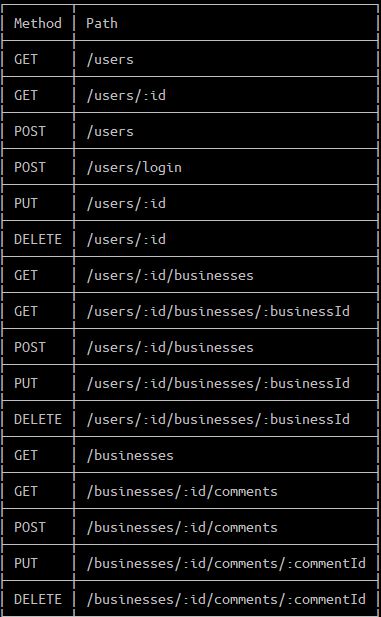 Method Path
GET /users
GET /users/:id
POST /users
POST /users/login
PUT /users/:id
DELETE /users/:id
GET /users/:id/businesses
GET /users/:id/businesses/:businessId
POST /users/:id/businesses
PUT /users/:id/businesses/:businessId
DELETE /users/:id/businesses/:businessId
GET /businesses
GET /businesses/:id/comments
POST /businesses/:id/comments
PUT /businesses/:id/comments/:commentId
DELETE /businesses/:id/comments/:commentId